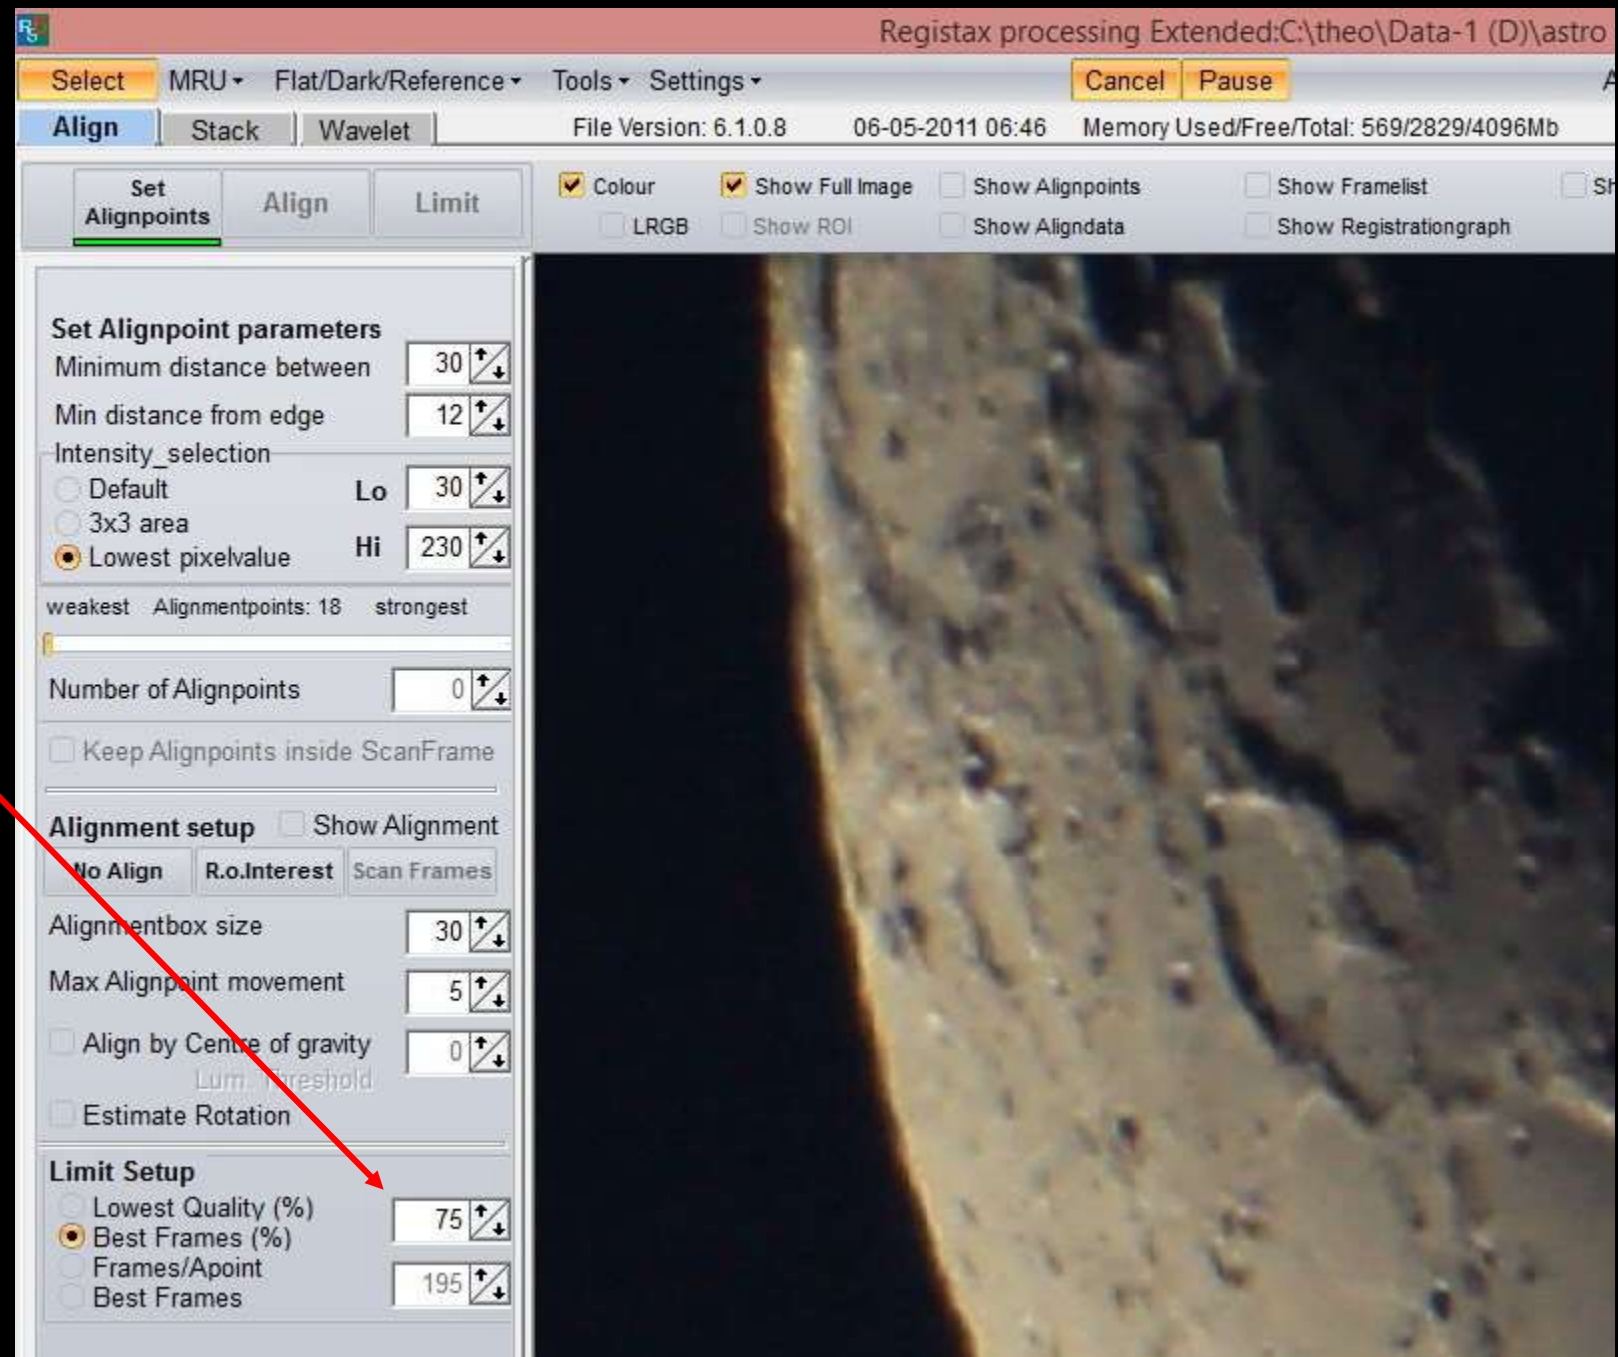 RS
Registax processing Extended:C:\theo\Data-1 (D)\astro
Select MRU Flat/Dark/Reference Tools Settings Cancel Pause
Align Stack Wavelet File Version: 6.1.0.8 06-05-2011 06:46 Memory Used/Free/Total: 569/2829/4096Mb
Set Alignpoints Align Limit
Colour Show Full Image Show Alignpoints Show Framelist
LRGB Show ROI Show Aligndata Show Registrationgraph
Set Alignpoint parameters
Minimum distance between 30
Min distance from edge 12
Intensity_selection
Default Lo 30
3x3 area
Lowest pixelvalue Hi 230
weakest Alignmentpoints: 18 strongest
Number of Alignpoints 0
Keep Alignpoints inside ScanFrame
Alignment setup Show Alignment
No Align R.o.Interest Scan Frames
Alignmentbox size 30
Max Alignpoint movement 5
Align by Centre of gravity 0
Lum. Threshold
Estimate Rotation
Limit Setup
Lowest Quality (%)
Best Frames (%) 75
Frames/Apoint
Best Frames 195